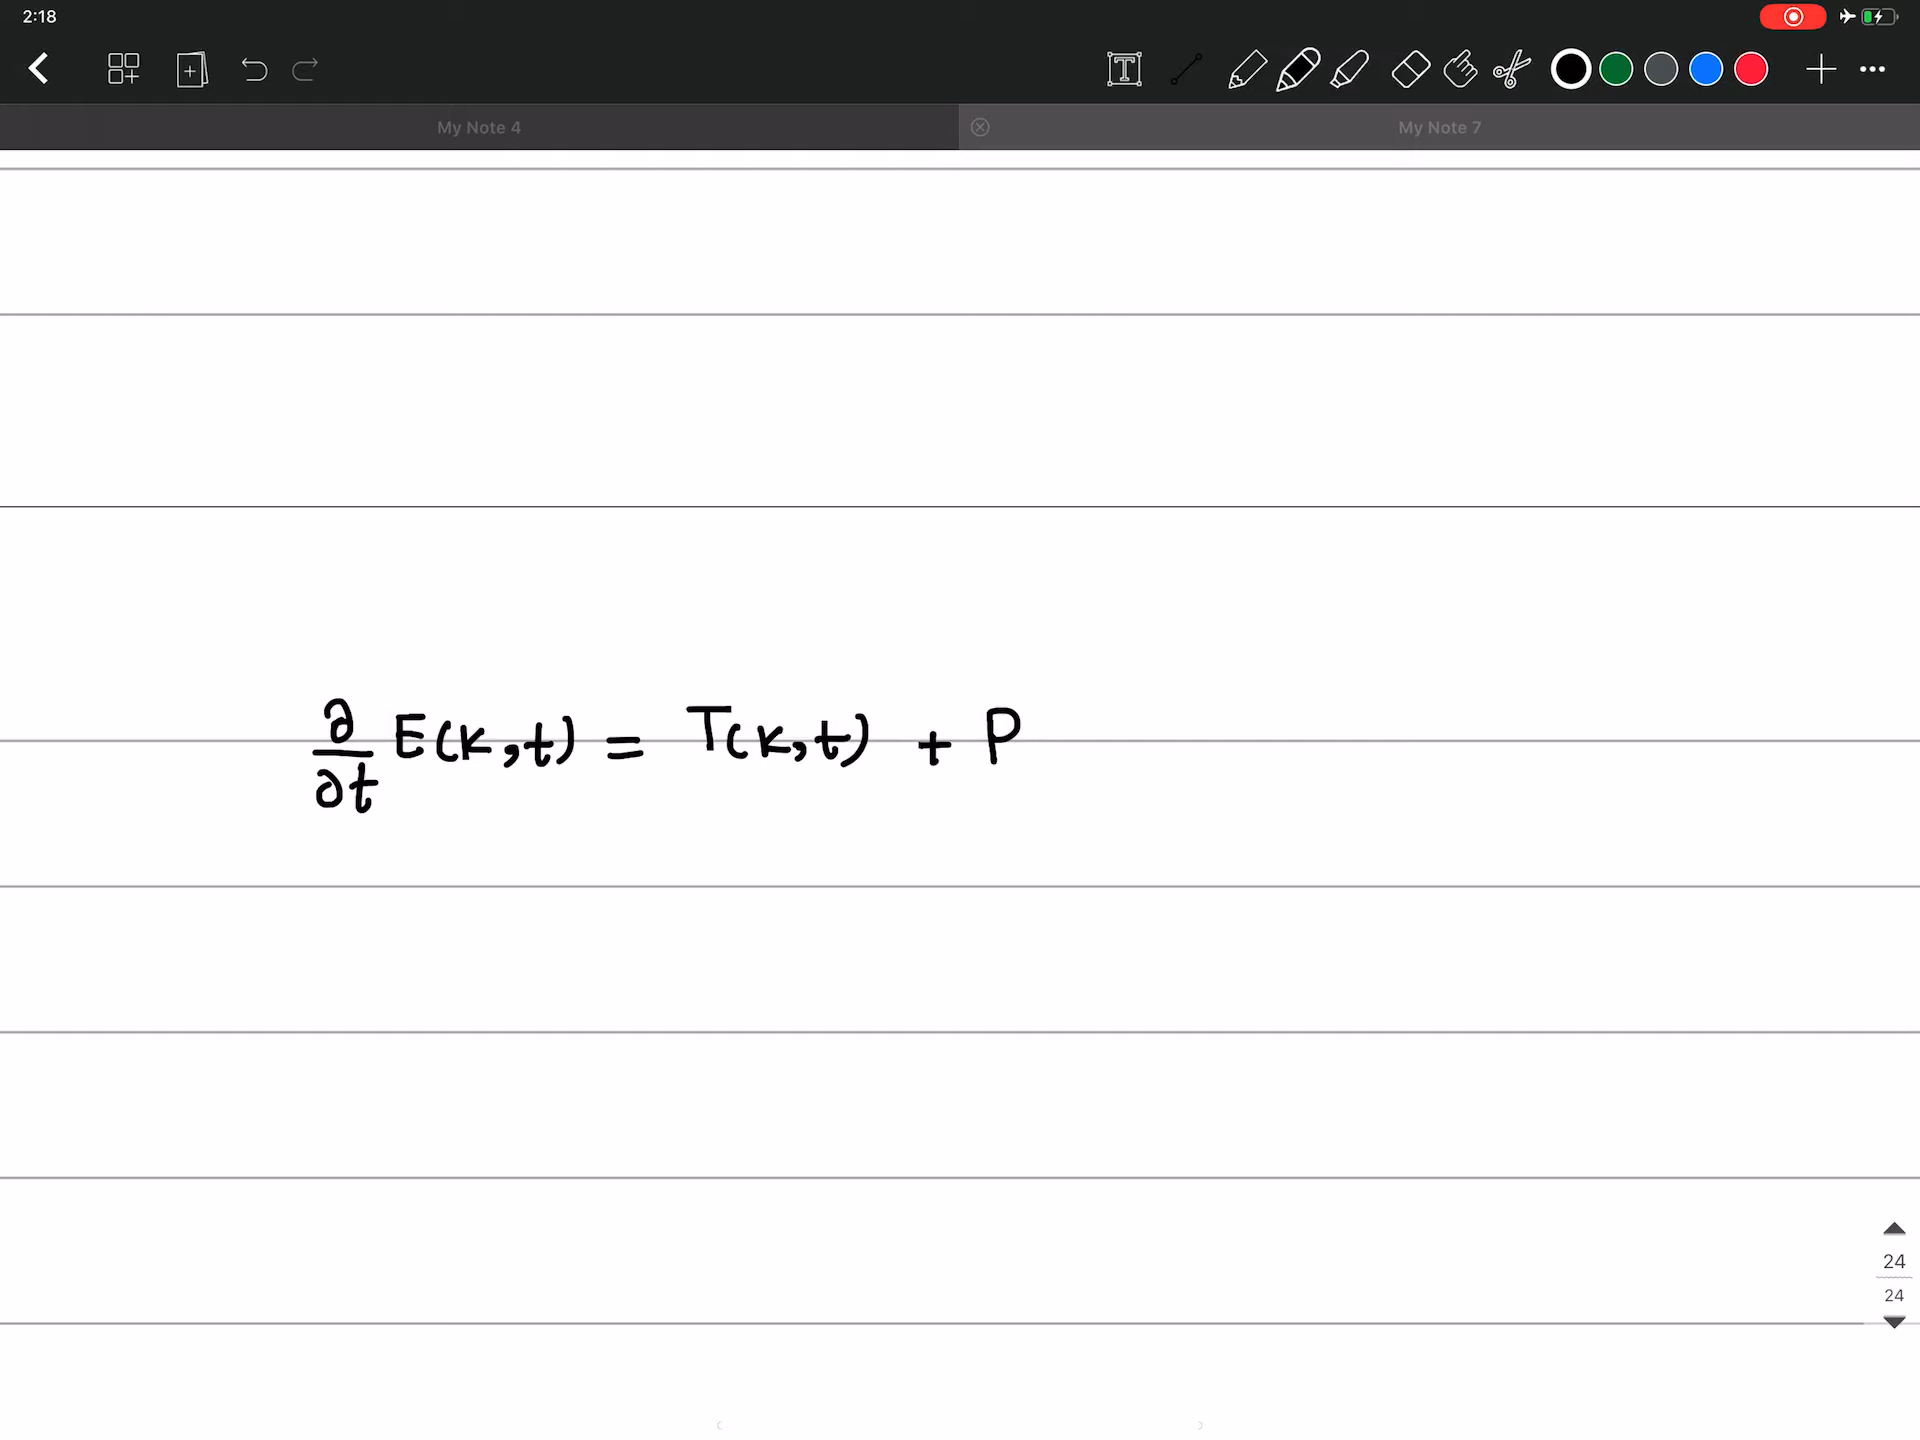 2:18
My Note 4
My Note 7
∂/∂t E(k,t) = T(k,t) + P
24
24